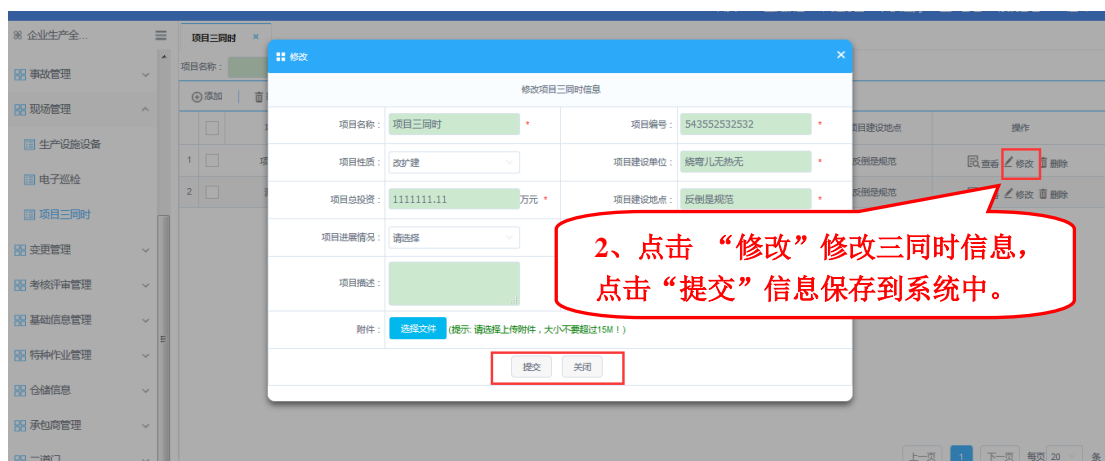 企业生产全...
项目三同时 ×
事故管理
项目名称：
添加
现场管理
生产设施设备
电子巡检
项目三同时
变更管理
考核评审管理
基础信息管理
特种作业管理
仓储信息
承包商管理
二道门
修改 ×
修改项目三同时信息
项目名称： 项目三同时 * 项目编号： 543552532532 *
项目性质： 改扩建 项目建设单位： 绕弯儿无热无 *
项目总投资： 1111111.11 万元 * 项目建设地点： 反倒是规范 *
项目进展情况： 请选择
项目描述：
附件： 选择文件 (提示: 请选择上传附件，大小不要超过15M！)
提交 关闭
项目建设地点 操作
1 反倒是规范 查看 修改 删除
2 反倒是规范 修改 删除
2、点击 “修改”修改三同时信息，
点击“提交”信息保存到系统中。
上一页 1 下一页 每页 20 条